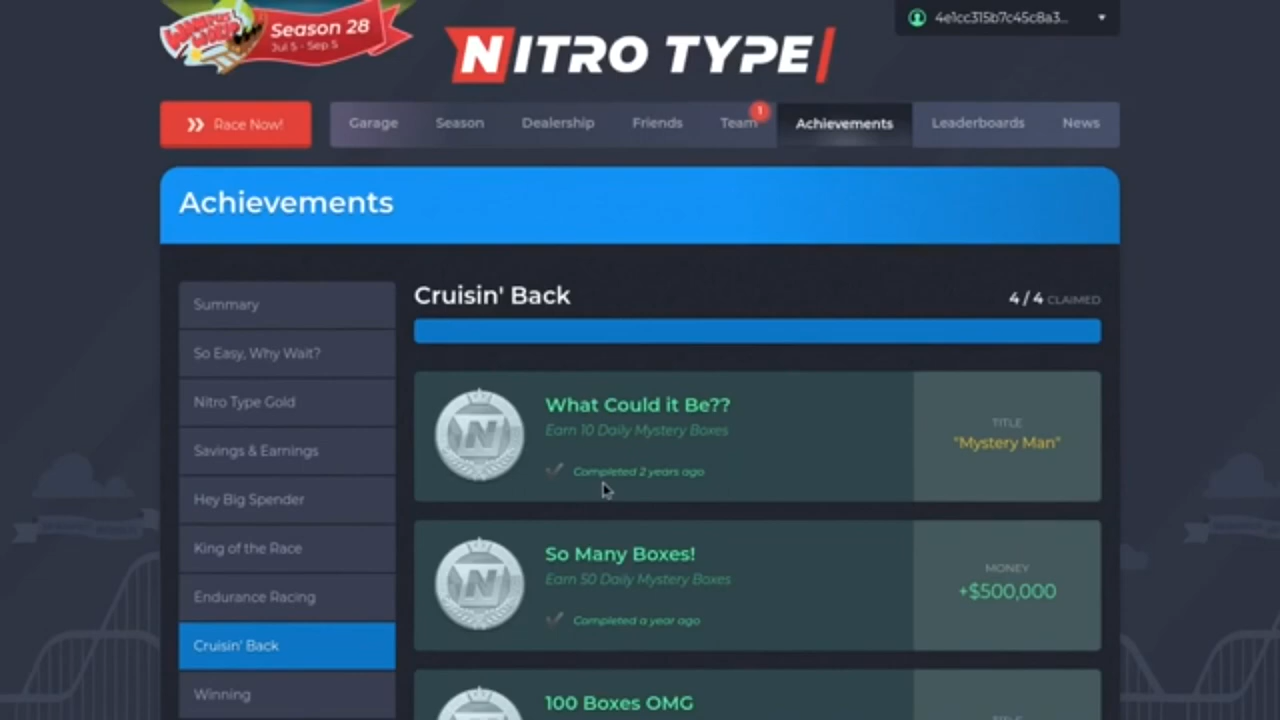 Season 28
Jul 5 - Sep 5
NITRO TYPE
4e1cc315b7c45c8a3...
Race Now!
Garage
Season
Dealership
Friends
Team
1
Achievements
Leaderboards
News
Achievements
Summary
So Easy, Why Wait?
Nitro Type Gold
Savings & Earnings
Hey Big Spender
King of the Race
Endurance Racing
Cruisin' Back
Winning
Cruisin' Back
4 / 4 CLAIMED
What Could it Be??
Earn 10 Daily Mystery Boxes
Completed 2 years ago
TITLE
"Mystery Man"
So Many Boxes!
Earn 50 Daily Mystery Boxes
Completed a year ago
MONEY
+$500,000
100 Boxes OMG